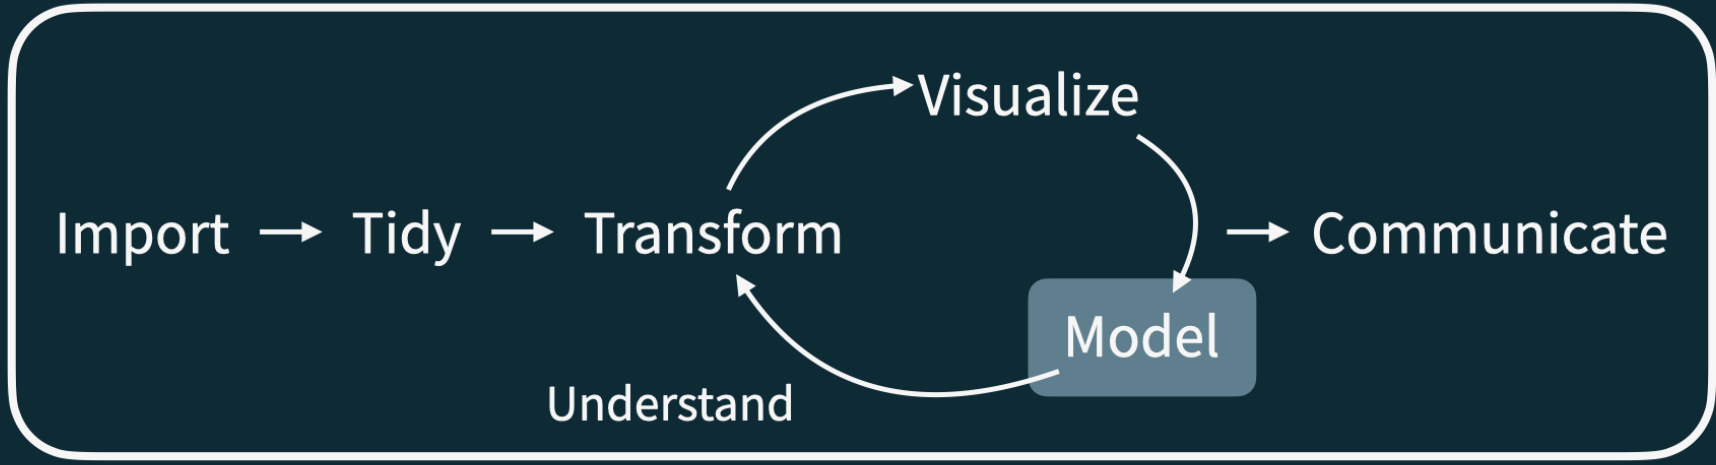 Visualize
Import → Tidy → Transform → Communicate
Model
Understand